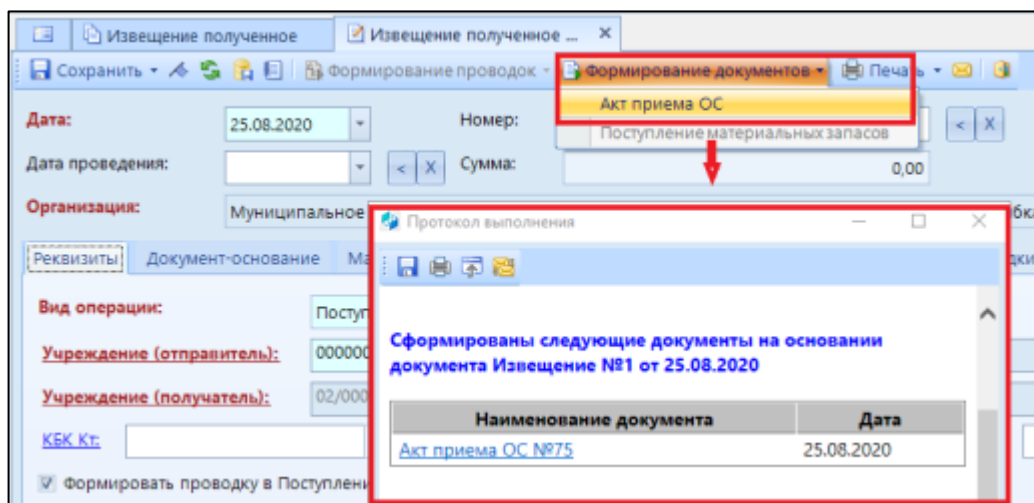 Извещение полученное
Извещение полученное ... ×
Сохранить Формирование проводок Формирование документов Печать
Акт приема ОС
Поступление материальных запасов
Дата: 25.08.2020 Номер: < X
Дата проведения: < X Сумма: 0,00
Организация: Муниципальное
Протокол выполнения
Реквизиты Документ-основание
Вид операции:
Учреждение (отправитель): 000000
Учреждение (получатель): 02/000
КБК Кт:
Формировать проводку в
Сформированы следующие документы на основании
документа Извещение №1 от 25.08.2020
Наименование документа Дата
Акт приема ОС №75 25.08.2020